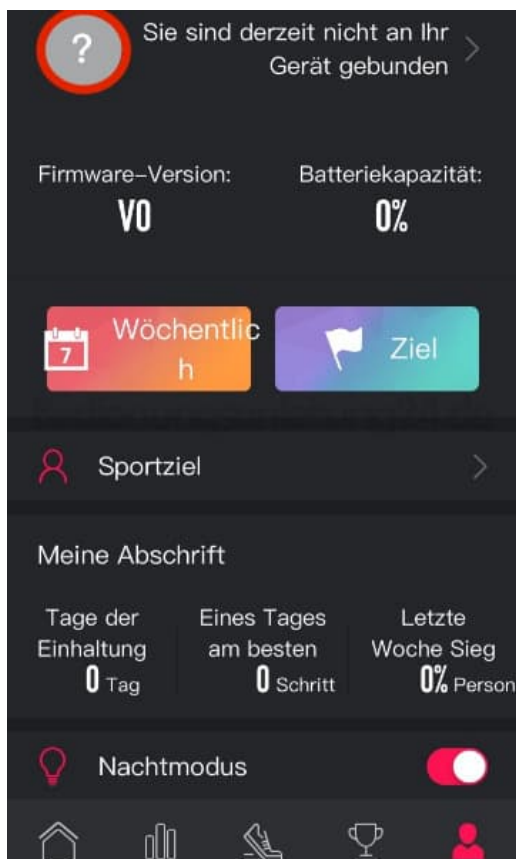 ?
Sie sind derzeit nicht an Ihr
Gerät gebunden
Firmware-Version:
Batteriekapazität:
V0
0%
7
Wöchentlic
h
Ziel
Sportziel
Meine Abschrift
Tage der
Einhaltung
0 Tag
Eines Tages
am besten
0 Schritt
Letzte
Woche Sieg
0% Person
Nachtmodus